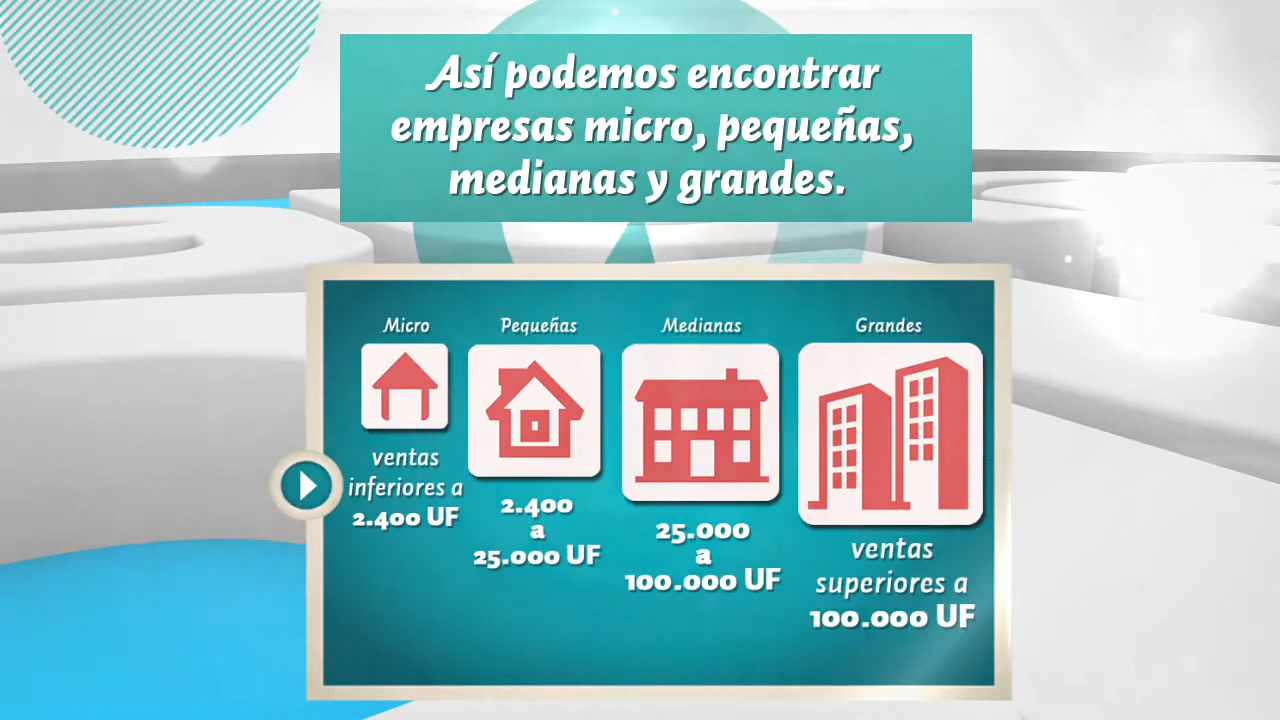 Así podemos encontrar
empresas micro, pequeñas,
medianas y grandes.
Micro
ventas
inferiores a
2.400 UF
Pequeñas
2.400
a
25.000 UF
Medianas
25.000
a
100.000 UF
Grandes
ventas
superiores a
100.000 UF